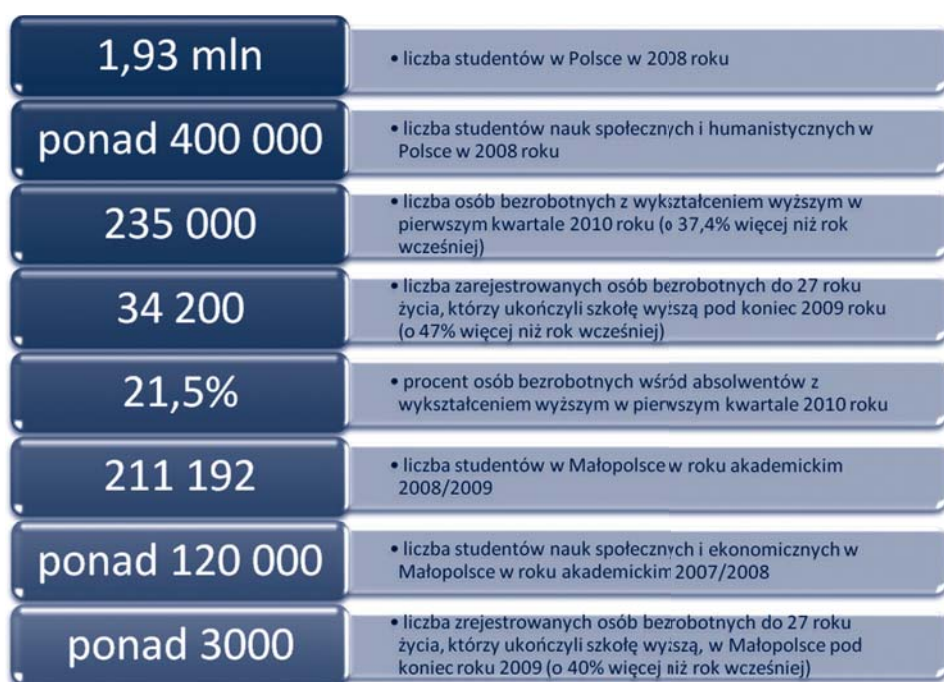 1,93 mln
• liczba studentów w Polsce w 2008 roku
ponad 400 000
• liczba studentów nauk społecznych i humanistycznych w
Polsce w 2008 roku
235 000
• liczba osób bezrobotnych z wykształceniem wyższym w
pierwszym kwartale 2010 roku (o 37,4% więcej niż rok
wcześniej)
34 200
• liczba zarejestrowanych osób bezrobotnych do 27 roku
życia, którzy ukończyli szkołę wyższą pod koniec 2009 roku
(o 47% więcej niż rok wcześniej)
21,5%
• procent osób bezrobotnych wśród absolwentów z
wykształceniem wyższym w pierwszym kwartale 2010 roku
211 192
• liczba studentów w Małopolsce w roku akademickim
2008/2009
ponad 120 000
• liczba studentów nauk społecznych i ekonomicznych w
Małopolsce w roku akademickim 2007/2008
ponad 3000
• liczba zrejestrowanych osób bezrobotnych do 27 roku
życia, którzy ukończyli szkołę wyższą, w Małopolsce pod
koniec roku 2009 (o 40% więcej niż rok wcześniej)